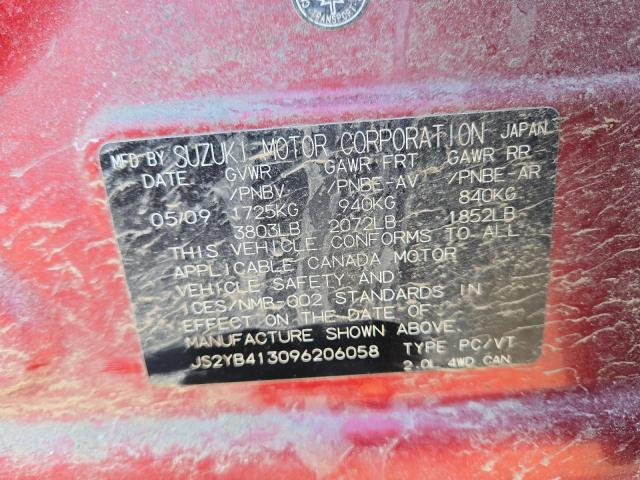 TRANSPORT
MFD BY SUZUKI MOTOR CORPORATION JAPAN
DATE GVWR GAWR FRT GAWR RR
/PNBV /PNBE-AV /PNBE-AR
05/09 1725KG 940KG 840KG
3803LB 2072LB 1852LB
THIS VEHICLE CONFORMS TO ALL
APPLICABLE CANADA MOTOR
VEHICLE SAFETY AND
ICES/NMB-002 STANDARDS IN
EFFECT ON THE DATE OF
MANUFACTURE SHOWN ABOVE.
JS2YB413096206058 TYPE PC/VT
2.0L 4WD CAN